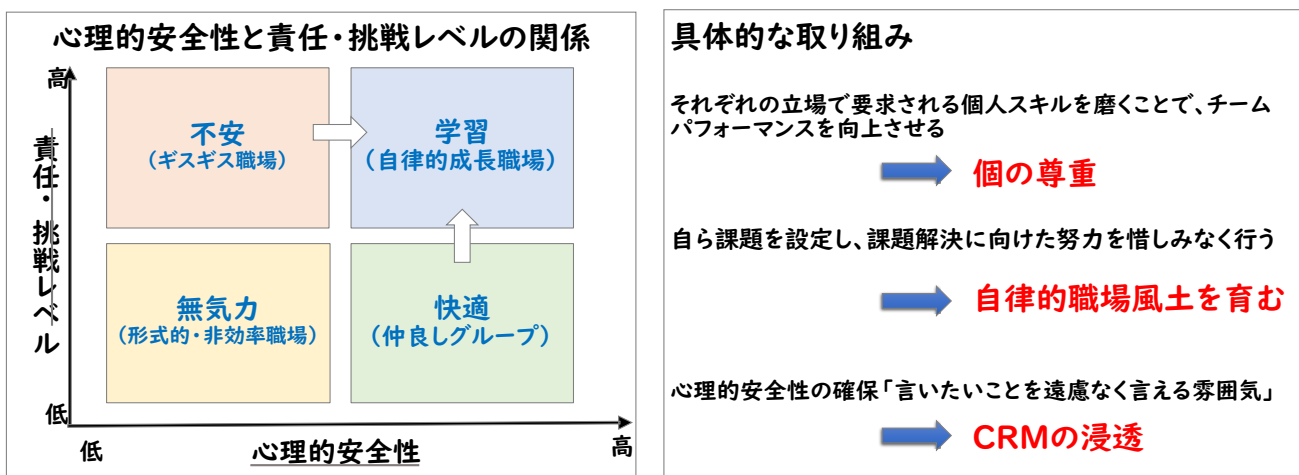 心理的安全性と責任・挑戦レベルの関係
高
責任・挑戦レベル
低
不安
（ギスギス職場）
学習
（自律的成長職場）
無気力
（形式的・非効率職場）
快適
（仲良しグループ）
低
心理的安全性
高
具体的な取り組み
それぞれの立場で要求される個人スキルを磨くことで、チーム
パフォーマンスを向上させる
個の尊重
自ら課題を設定し、課題解決に向けた努力を惜しみなく行う
自律的職場風土を育む
心理的安全性の確保「言いたいことを遠慮なく言える雰囲気」
CRMの浸透